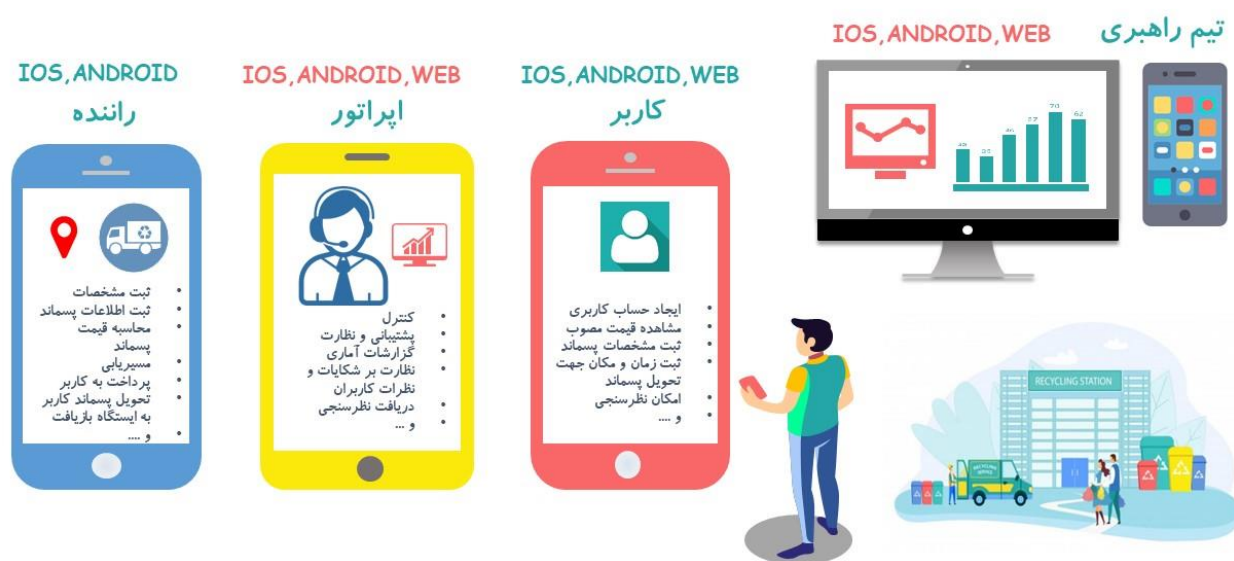 IOS,ANDROID,WEB تیم راهبری
IOS,ANDROID
راننده
ثبت مشخصات
ثبت اطلاعات پسماند
محاسبه قیمت
پسماند
مسیریابی
پرداخت به کاربر
تحویل پسماند کاربر
به ایستگاه بازیافت
و ....
IOS,ANDROID,WEB
اپراتور
کنترل
پشتیبانی و نظارت
گزارشات آماری
نظارت بر شکایات و
نظرات کاربران
دریافت نظرسنجی
و ...
IOS,ANDROID,WEB
کاربر
ایجاد حساب کاربری
مشاهده قیمت مصوب
ثبت مشخصات پسماند
ثبت زمان و مکان جهت
تحویل پسماند
امکان نظرسنجی
و ....
RECYCLING STATION
RECYCLING